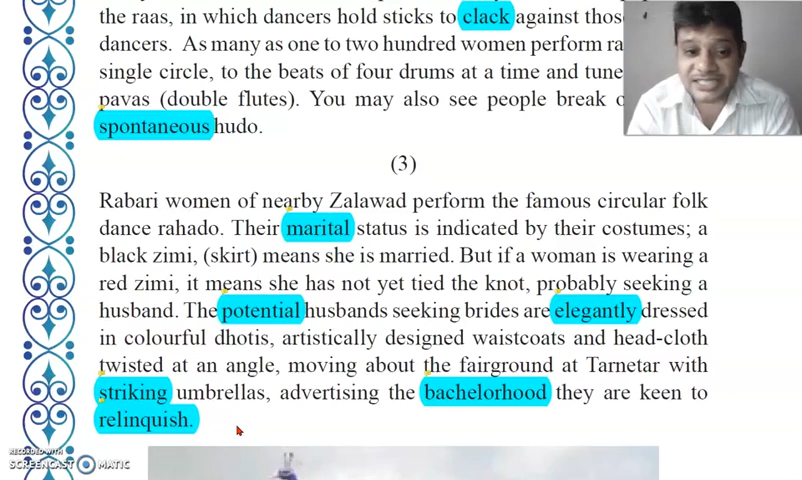 the raas, in which dancers hold sticks to clack against thos
dancers. As many as one to two hundred women perform ra
single circle, to the beats of four drums at a time and tune
pavas (double flutes). You may also see people break o
spontaneous hudo.
(3)
Rabari women of nearby Zalawad perform the famous circular folk
dance rahado. Their marital status is indicated by their costumes; a
black zimi, (skirt) means she is married. But if a woman is wearing a
red zimi, it means she has not yet tied the knot, probably seeking a
husband. The potential husbands seeking brides are elegantly dressed
in colourful dhotis, artistically designed waistcoats and head-cloth
twisted at an angle, moving about the fairground at Tarnetar with
striking umbrellas, advertising the bachelorhood they are keen to
relinquish.
RECORDED WITH
SCREENCAST MATIC